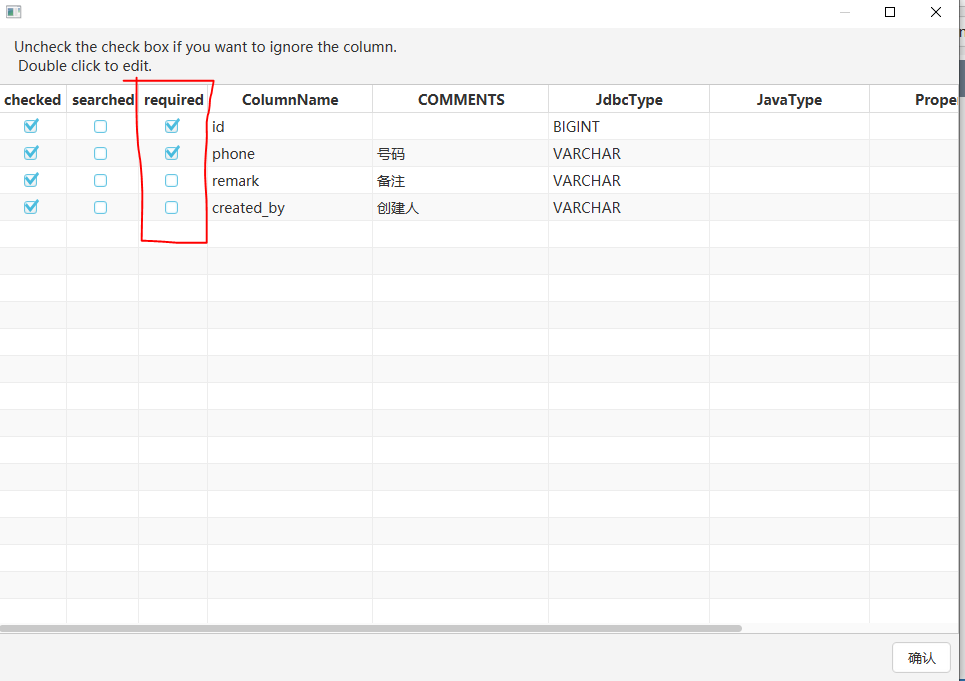 Uncheck the check box if you want to ignore the column.
Double click to edit.
checked searched required ColumnName COMMENTS JdbcType JavaType Prope
id BIGINT
phone 号码 VARCHAR
remark 备注 VARCHAR
created_by 创建人 VARCHAR
确认